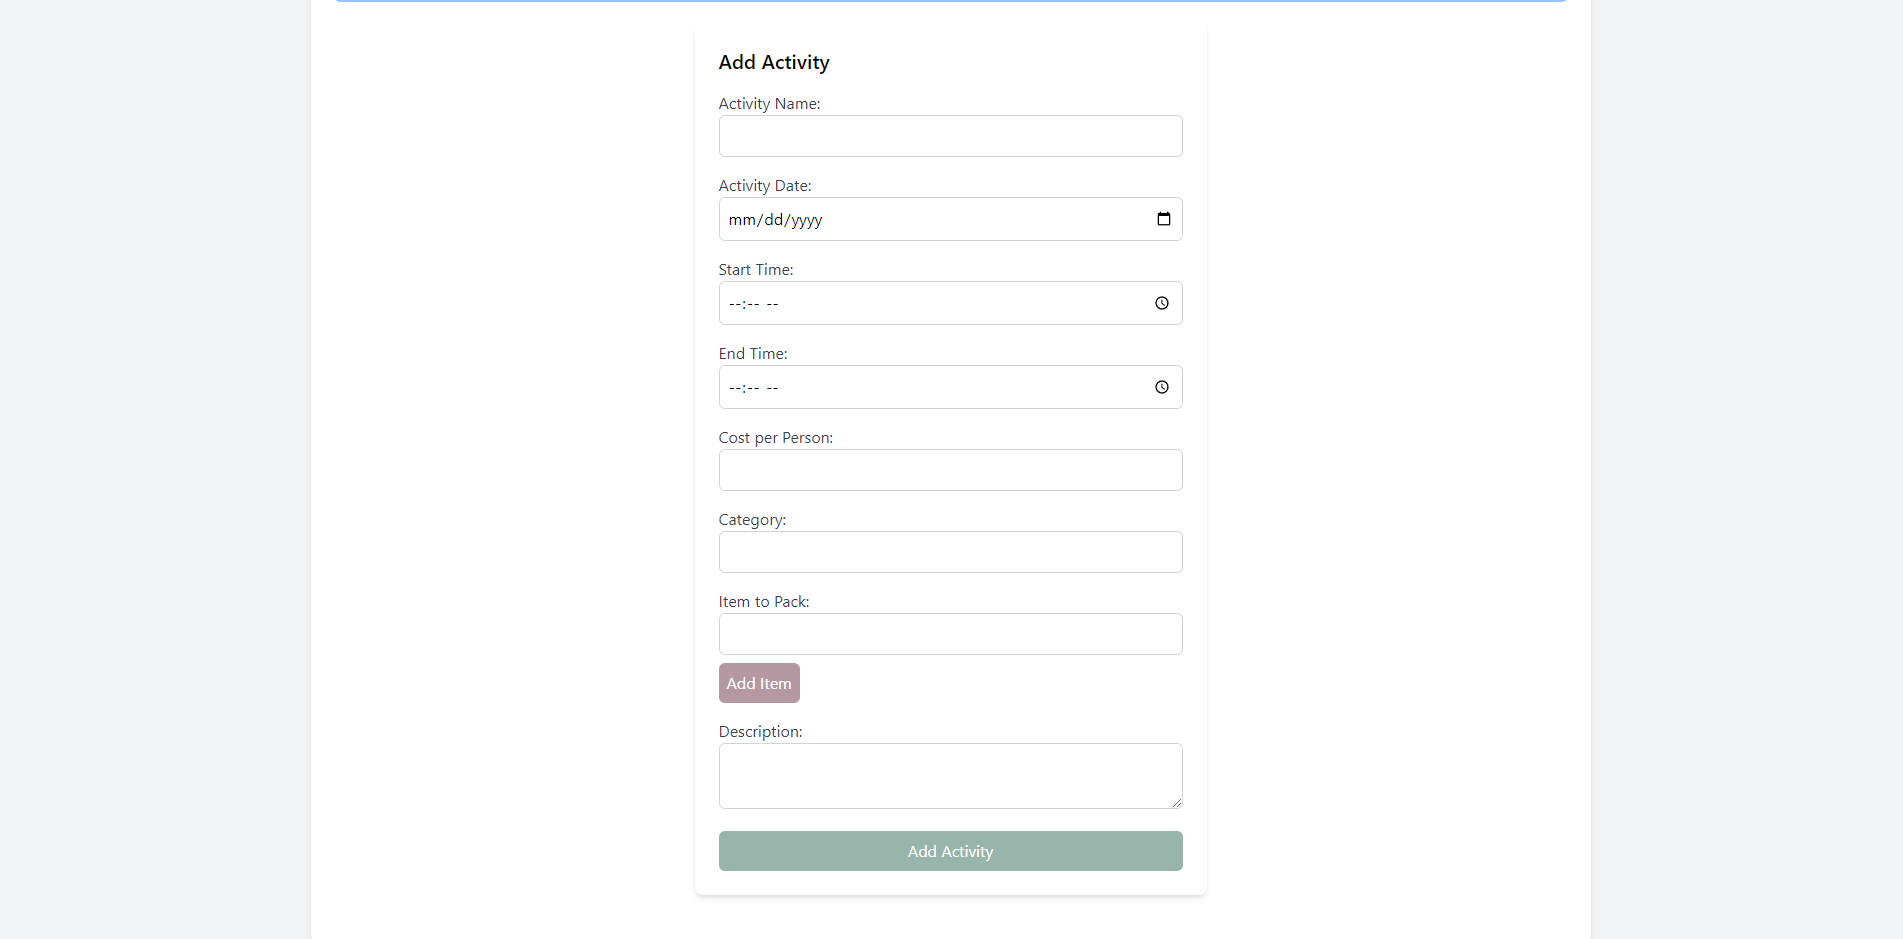 Add Activity
Activity Name:
Activity Date:
mm/dd/yyyy
Start Time:
--:-- --
End Time:
--:-- --
Cost per Person:
Category:
Item to Pack:
Add Item
Description:
Add Activity